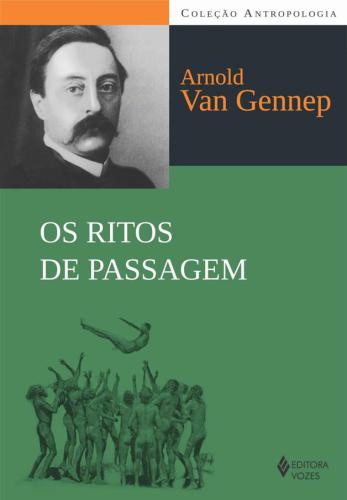 COLEÇÃO ANTROPOLOGIA
Arnold
Van Gennep
OS RITOS
DE PASSAGEM
EDITORA
VOZES